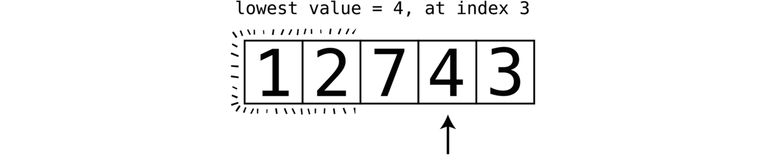 lowest value = 4, at index 3
1 2 7 4 3